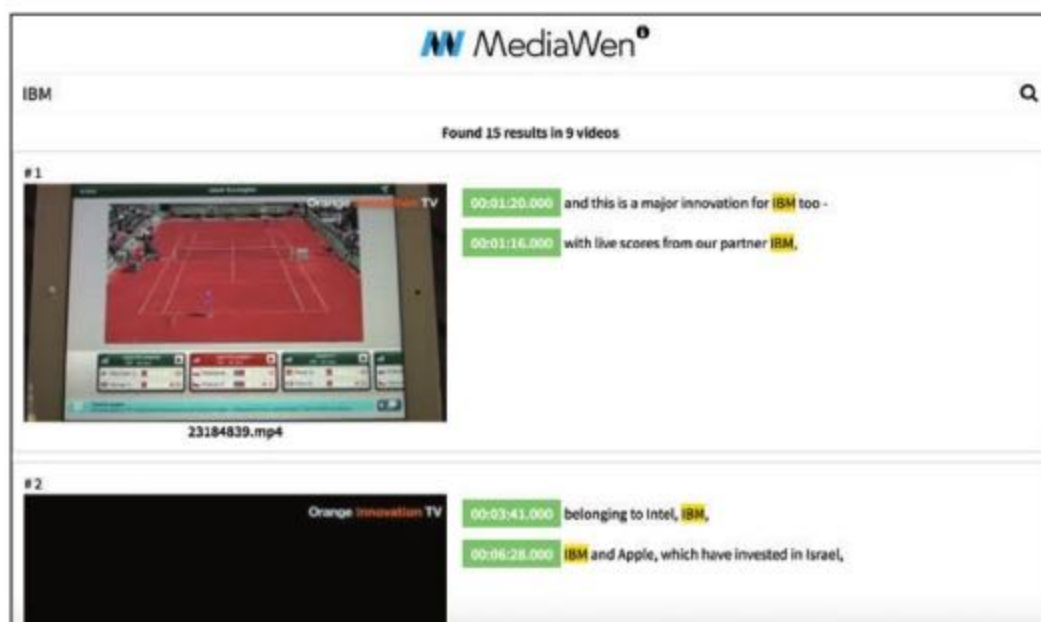 MediaWen
IBM
Found 15 results in 9 videos
#1
Orange Innovation TV
00:01:20.000 and this is a major innovation for IBM too -
00:01:16.000 with live scores from our partner IBM,
23184839.mp4
#2
Orange Innovation TV
00:03:41.000 belonging to Intel, IBM,
00:06:28.000 IBM and Apple, which have invested in Israel,